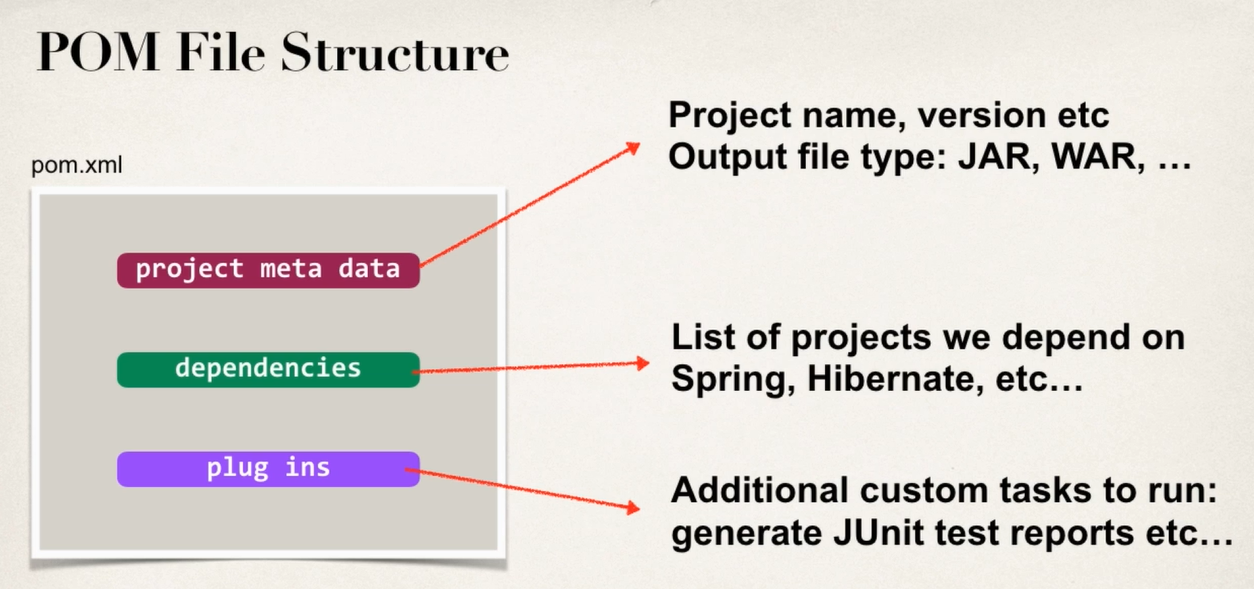 POM File Structure
pom.xml
project meta data
Project name, version etc
Output file type: JAR, WAR, …
dependencies
List of projects we depend on
Spring, Hibernate, etc…
plug ins
Additional custom tasks to run:
generate JUnit test reports etc…